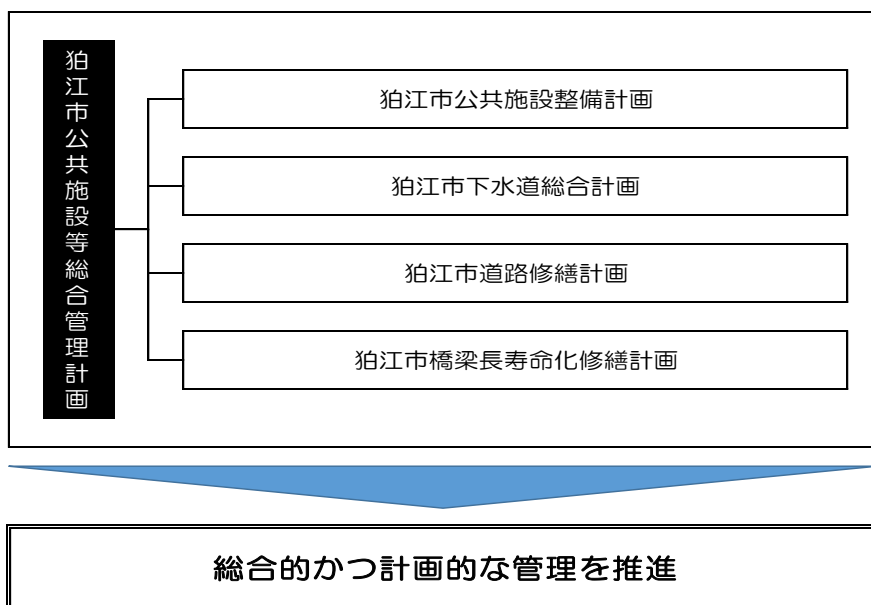 狛江市公共施設等総合管理計画
狛江市公共施設整備計画
狛江市下水道総合計画
狛江市道路修繕計画
狛江市橋梁長寿命化修繕計画
総合的かつ計画的な管理を推進